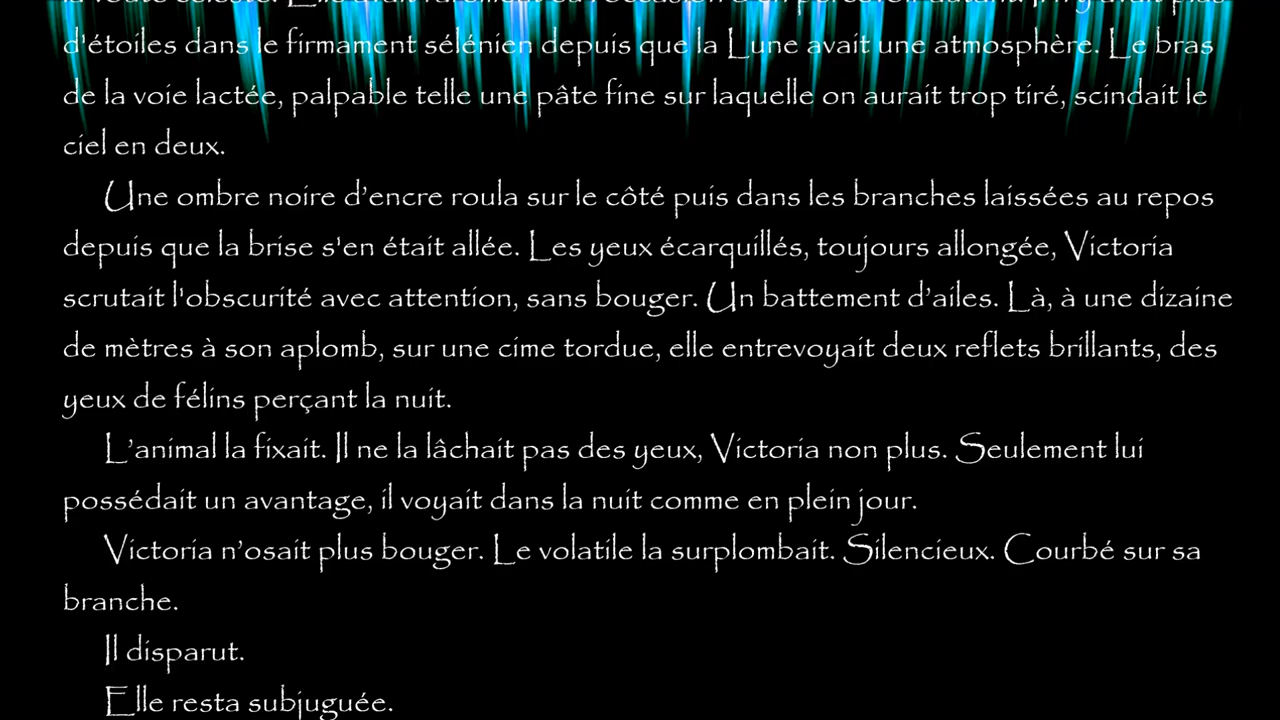 d'étoiles dans le firmament sélénien depuis que la Lune avait une atmosphère. Le bras
de la voie lactée, palpable telle une pâte fine sur laquelle on aurait trop tiré, scindait le
ciel en deux.
Une ombre noire d’encre roula sur le côté puis dans les branches laissées au repos
depuis que la brise s'en était allée. Les yeux écarquillés, toujours allongée, Victoria
scrutait l'obscurité avec attention, sans bouger. Un battement d’ailes. Là, à une dizaine
de mètres à son aplomb, sur une cime tordue, elle entrevoyait deux reflets brillants, des
yeux de félins perçant la nuit.
L’animal la fixait. Il ne la lâchait pas des yeux, Victoria non plus. Seulement lui
possédait un avantage, il voyait dans la nuit comme en plein jour.
Victoria n’osait plus bouger. Le volatile la surplombait. Silencieux. Courbé sur sa
branche.
Il disparut.
Elle resta subjuguée.